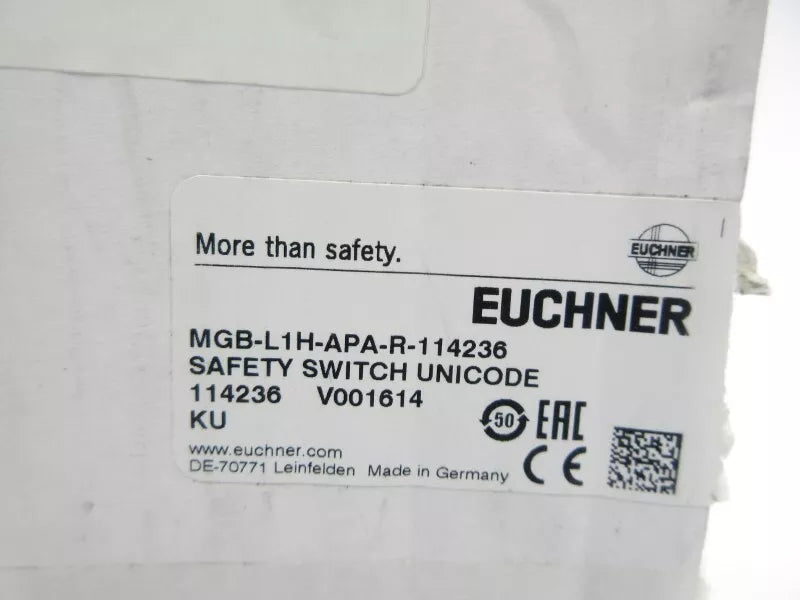 More than safety.
EUCHNER
EUCHNER
MGB-L1H-APA-R-114236
SAFETY SWITCH UNICODE
114236 V001614
KU
50 EAC
www.euchner.com
DE-70771 Leinfelden Made in Germany
CE